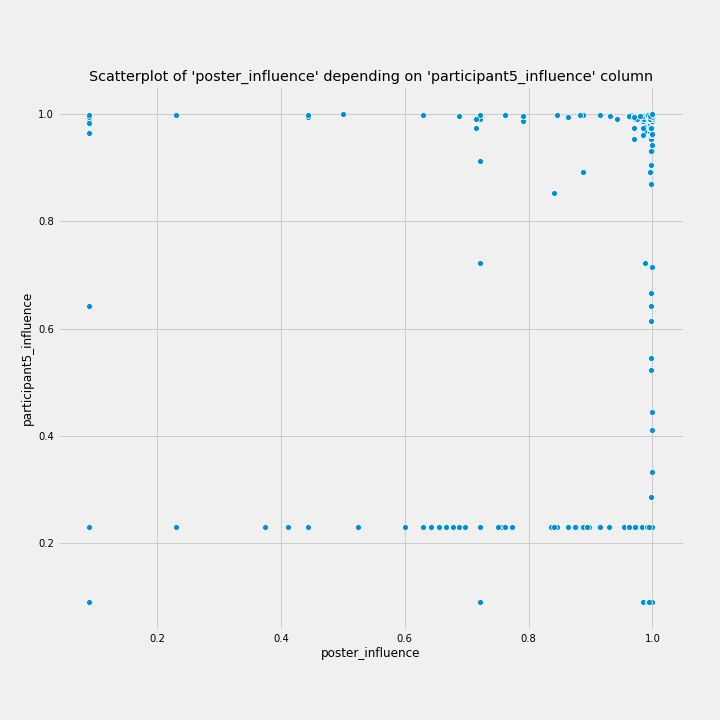 Scatterplot of 'poster_influence' depending on 'participant5_influence' column
1.0
0.8
0.6
0.4
0.2
participant5_influence
0.2 0.4 0.6 0.8 1.0
poster_influence